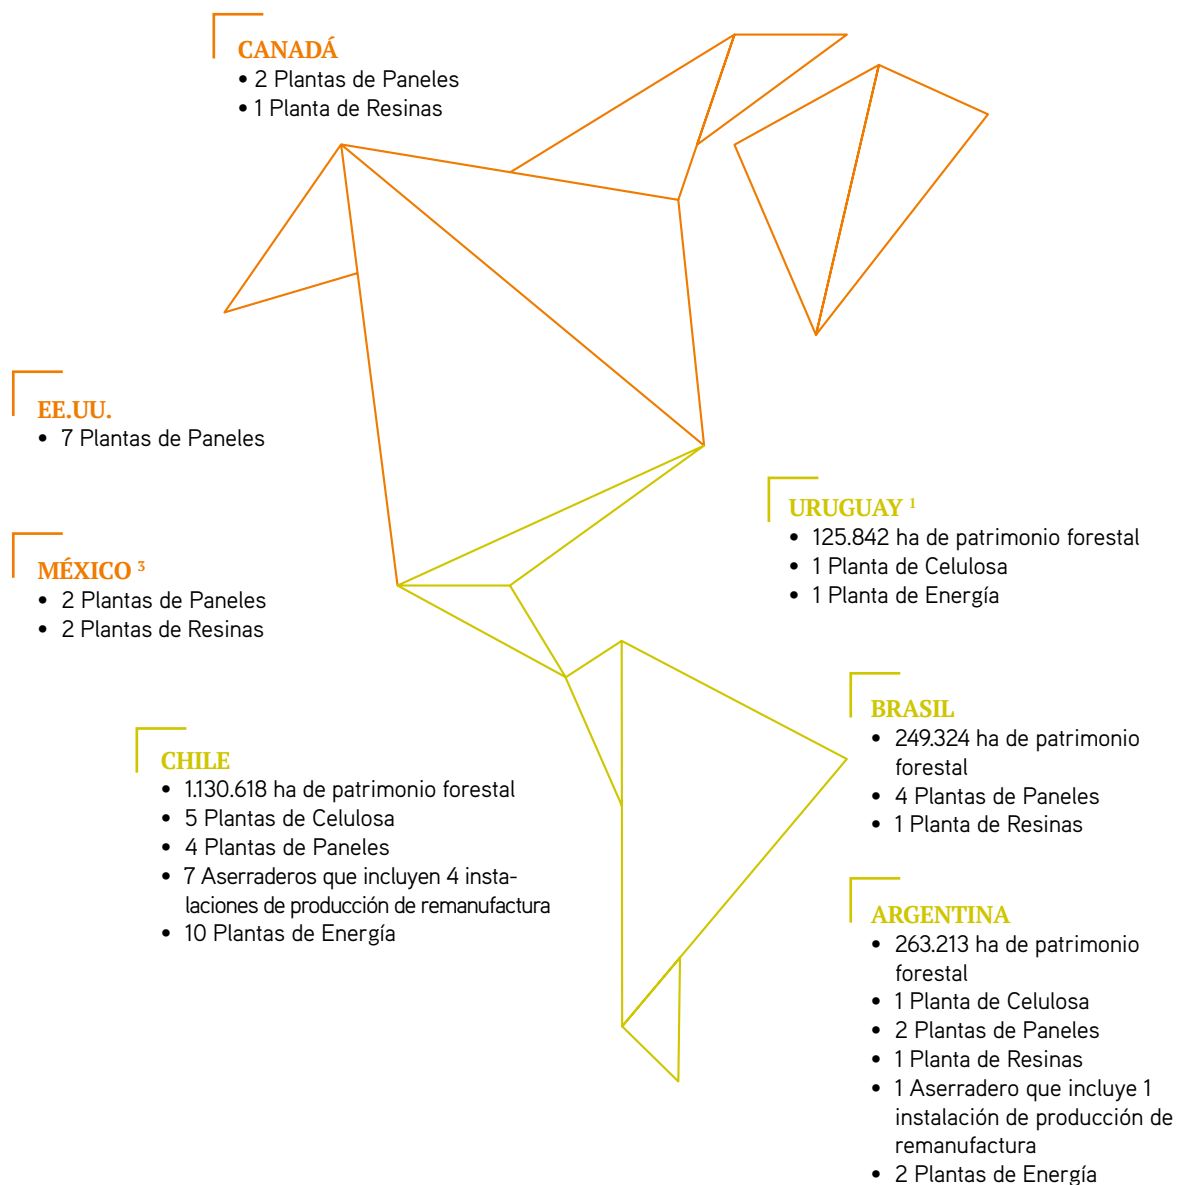 CANADÁ
• 2 Plantas de Paneles
• 1 Planta de Resinas
EE.UU.
• 7 Plantas de Paneles
MÉXICO ³
• 2 Plantas de Paneles
• 2 Plantas de Resinas
URUGUAY ¹
• 125.842 ha de patrimonio forestal
• 1 Planta de Celulosa
• 1 Planta de Energía
CHILE
• 1.130.618 ha de patrimonio forestal
• 5 Plantas de Celulosa
• 4 Plantas de Paneles
• 7 Aserraderos que incluyen 4 insta-
laciones de producción de remanufactura
• 10 Plantas de Energía
BRASIL
• 249.324 ha de patrimonio
forestal
• 4 Plantas de Paneles
• 1 Planta de Resinas
ARGENTINA
• 263.213 ha de patrimonio
forestal
• 1 Planta de Celulosa
• 2 Plantas de Paneles
• 1 Planta de Resinas
• 1 Aserradero que incluye 1
instalación de producción de
remanufactura
• 2 Plantas de Energía